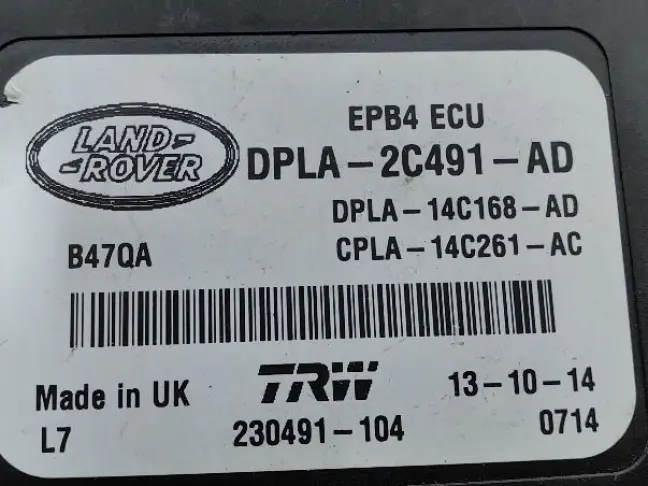 LAND-
-ROVER
EPB4 ECU
DPLA-2C491-AD
DPLA-14C168-AD
B47QA
CPLA-14C261-AC
Made in UK
TRW
13-10-14
L7
230491-104
0714